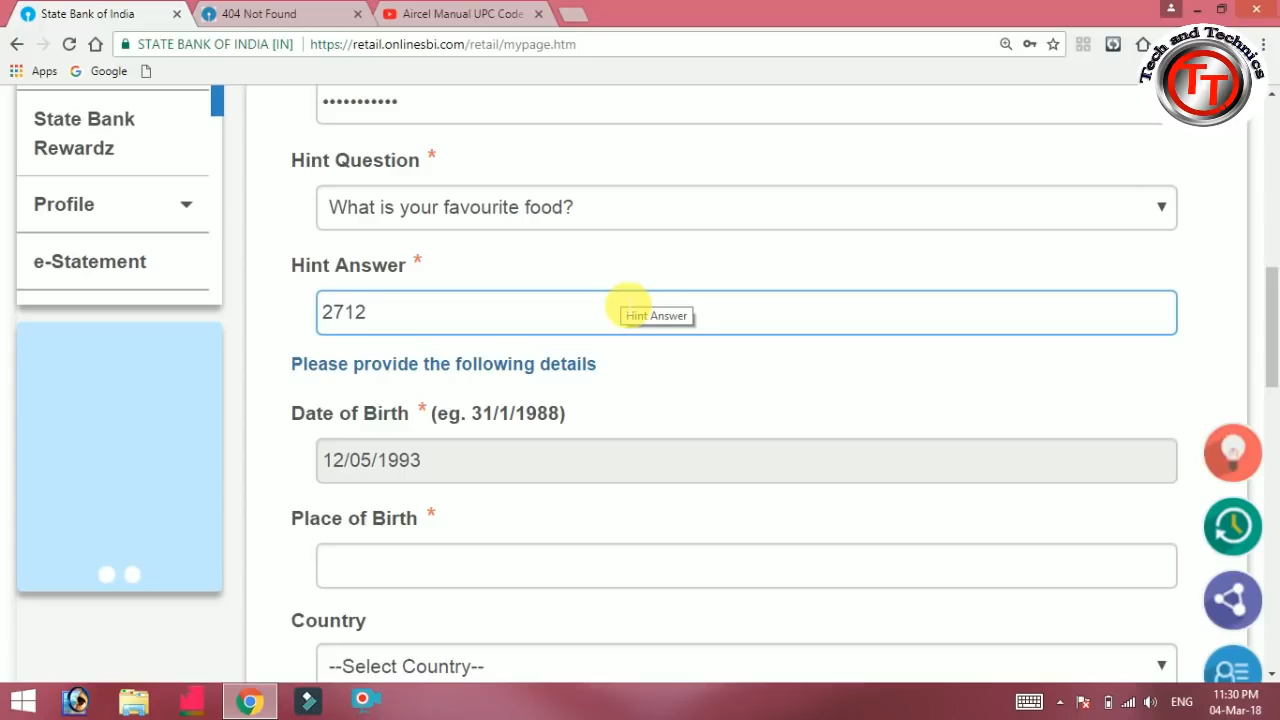 State Bank of India
404 Not Found
Aircel Manual UPC Code
STATE BANK OF INDIA [IN]
https://retail.onlinesbi.com/retail/mypage.htm
Apps
Google
Tech and Technics
TT
State Bank
Rewardz
Profile
e-Statement
•••••••••••
Hint Question *
What is your favourite food?
Hint Answer *
2712
Hint Answer
Please provide the following details
Date of Birth * (eg. 31/1/1988)
12/05/1993
Place of Birth *
Country
--Select Country--
ENG
11:30 PM
04-Mar-18